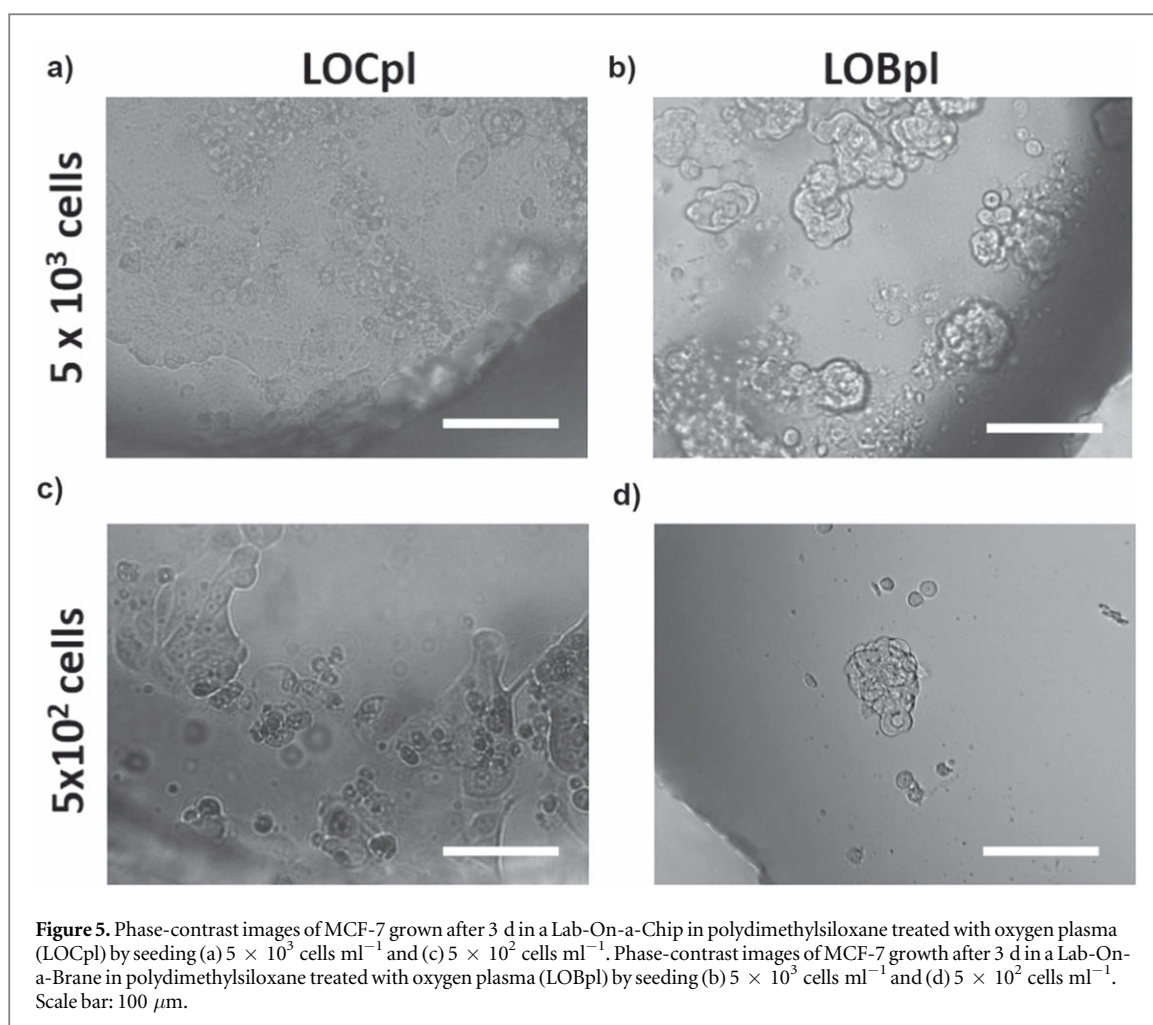 a)
LOCpl
b)
LOBpl
5 x 10³ cells
c)
d)
5x10² cells
Figure 5. Phase-contrast images of MCF-7 grown after 3 d in a Lab-On-a-Chip in polydimethylsiloxane treated with oxygen plasma
(LOCpl) by seeding (a) 5 × 10³ cells ml⁻¹ and (c) 5 × 10² cells ml⁻¹. Phase-contrast images of MCF-7 growth after 3 d in a Lab-On-
a-Brane in polydimethylsiloxane treated with oxygen plasma (LOBpl) by seeding (b) 5 × 10³ cells ml⁻¹ and (d) 5 × 10² cells ml⁻¹.
Scale bar: 100 μm.